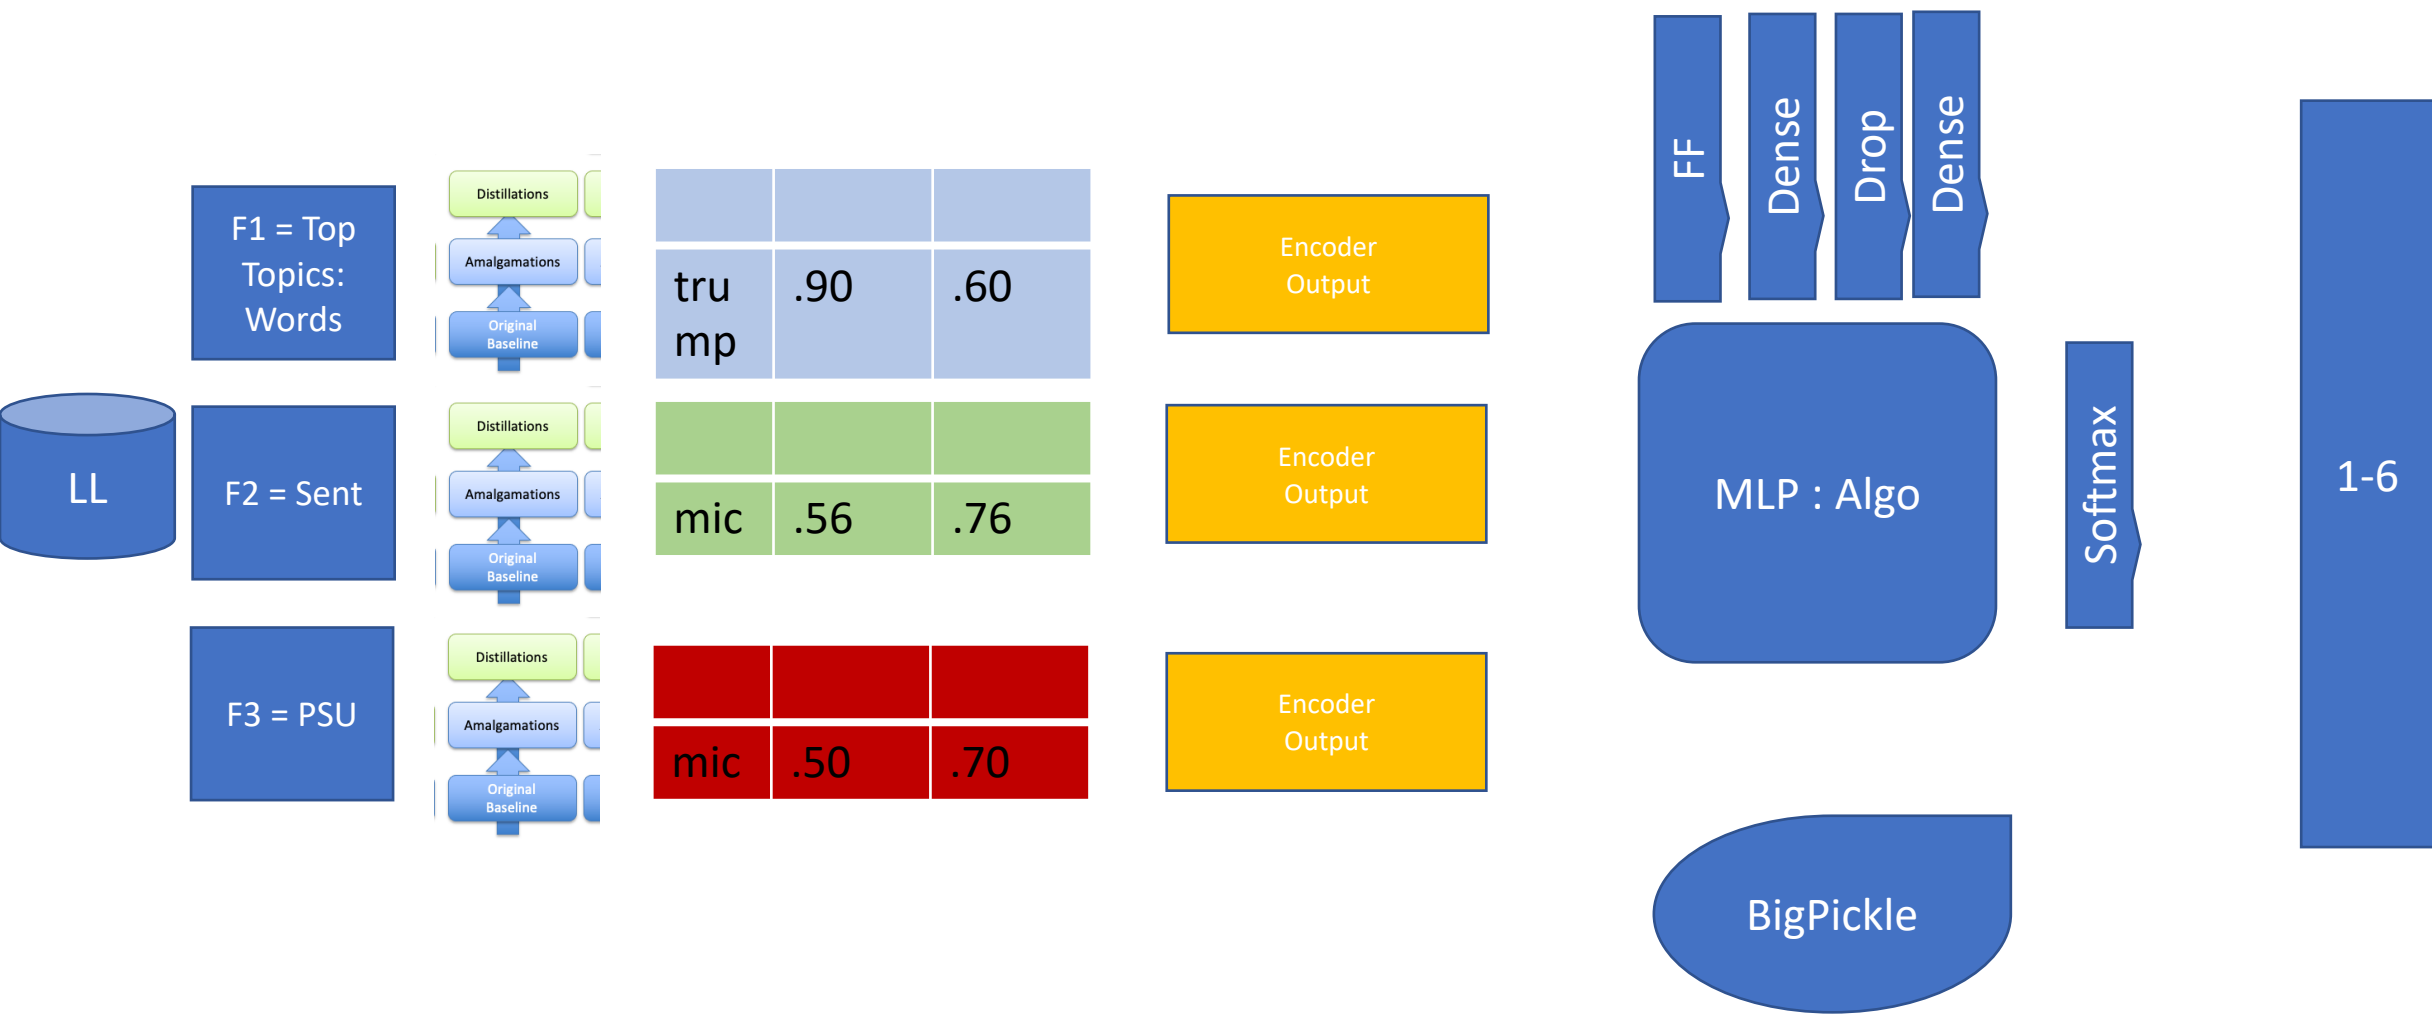 LL
F1 = Top
Topics:
Words
F2 = Sent
F3 = PSU
Distillations
Amalgamations
Original
Baseline
Distillations
Amalgamations
Original
Baseline
Distillations
Amalgamations
Original
Baseline
tru
mp
.90
.60
mic
.56
.76
mic
.50
.70
Encoder
Output
Encoder
Output
Encoder
Output
FF
Dense
Drop
Dense
MLP : Algo
BigPickle
Softmax
1-6